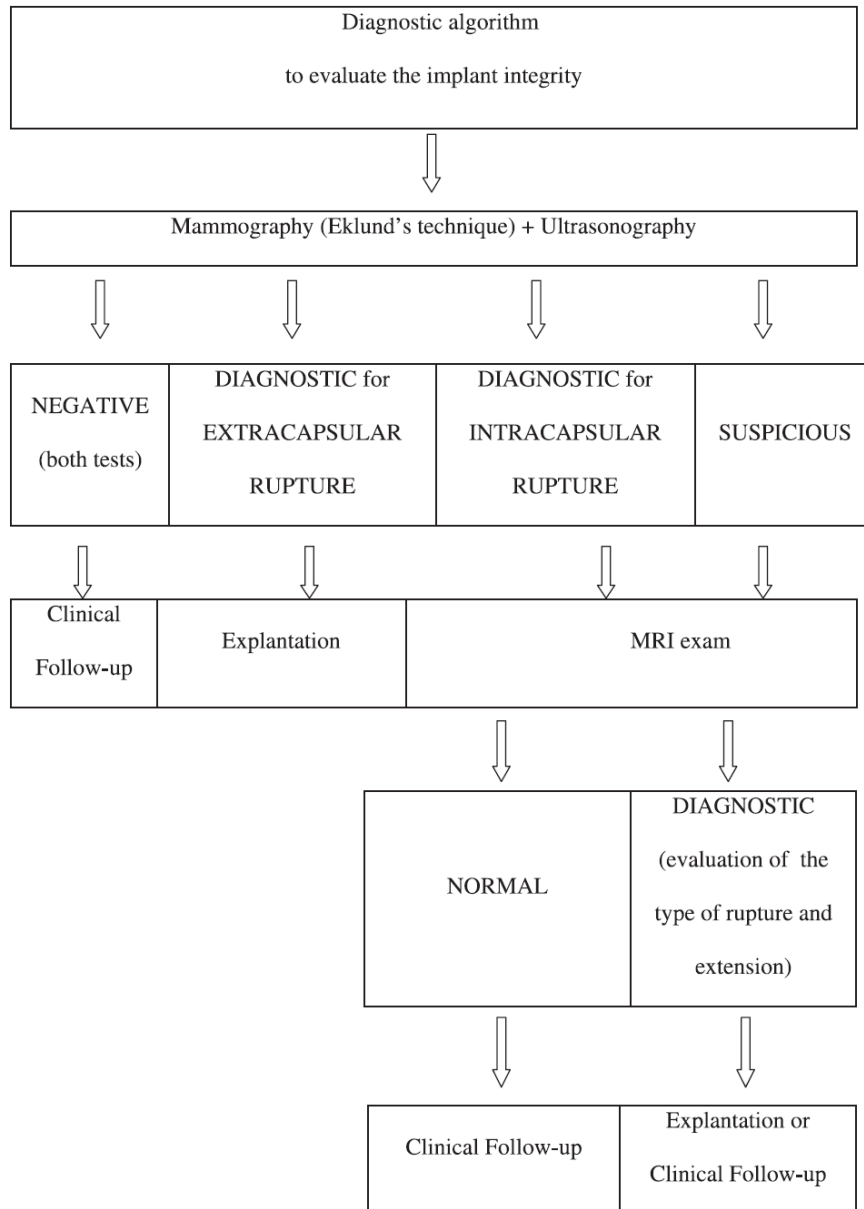 Diagnostic algorithm
to evaluate the implant integrity
Mammography (Eklund's technique) + Ultrasonography
NEGATIVE
(both tests)
DIAGNOSTIC for
EXTRACAPSULAR
RUPTURE
DIAGNOSTIC for
INTRACAPSULAR
RUPTURE
SUSPICIOUS
Clinical
Follow-up
Explantation
MRI exam
NORMAL
DIAGNOSTIC
(evaluation of the
type of rupture and
extension)
Clinical Follow-up
Explantation or
Clinical Follow-up